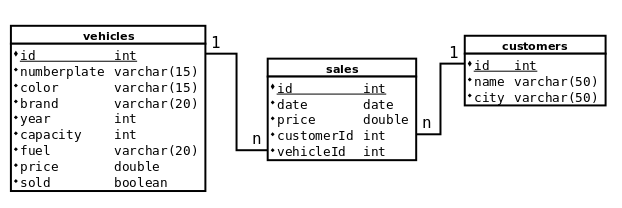 vehicles
id int
numberplate varchar(15)
color varchar(15)
brand varchar(20)
year int
capacity int
fuel varchar(20)
price double
sold boolean
1
n
sales
id int
date date
price double
customerId int
vehicleId int
n
1
customers
id int
name varchar(50)
city varchar(50)